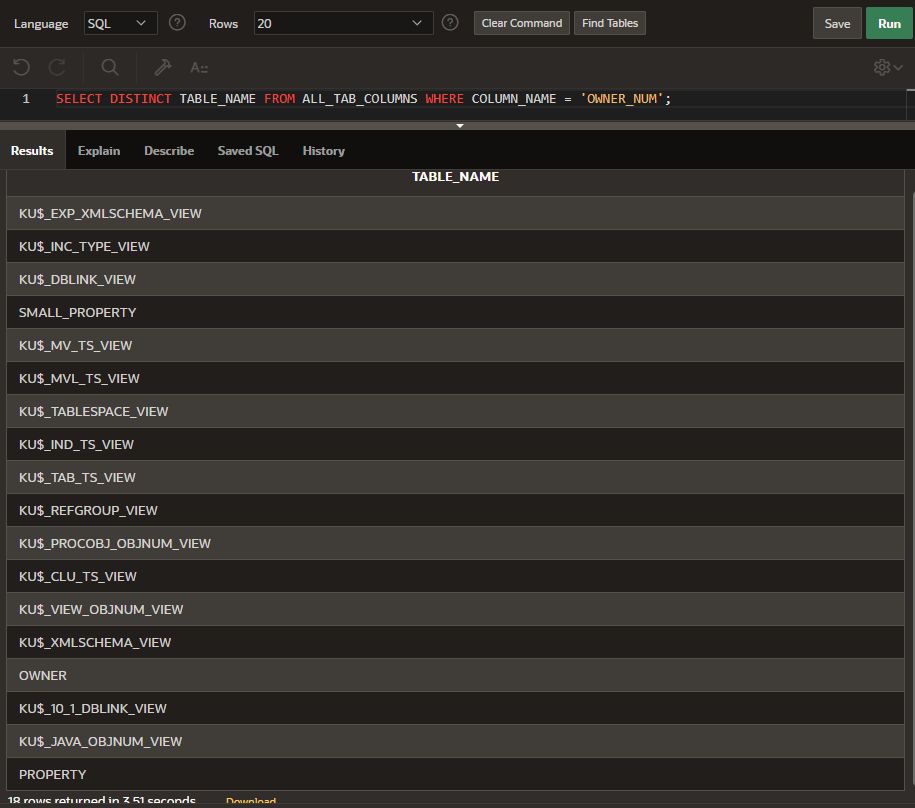 Language SQL Rows 20 Clear Command Find Tables Save Run
A::
1 SELECT DISTINCT TABLE_NAME FROM ALL_TAB_COLUMNS WHERE COLUMN_NAME = 'OWNER_NUM';
Results Explain Describe Saved SQL History
TABLE_NAME
KU$_EXP_XMLSCHEMA_VIEW
KU$_INC_TYPE_VIEW
KU$_DBLINK_VIEW
SMALL_PROPERTY
KU$_MV_TS_VIEW
KU$_MVL_TS_VIEW
KU$_TABLESPACE_VIEW
KU$_IND_TS_VIEW
KU$_TAB_TS_VIEW
KU$_REFGROUP_VIEW
KU$_PROCOBJ_OBJNUM_VIEW
KU$_CLU_TS_VIEW
KU$_VIEW_OBJNUM_VIEW
KU$_XMLSCHEMA_VIEW
OWNER
KU$_10_1_DBLINK_VIEW
KU$_JAVA_OBJNUM_VIEW
PROPERTY
18 rows returned in 3.51 seconds Download